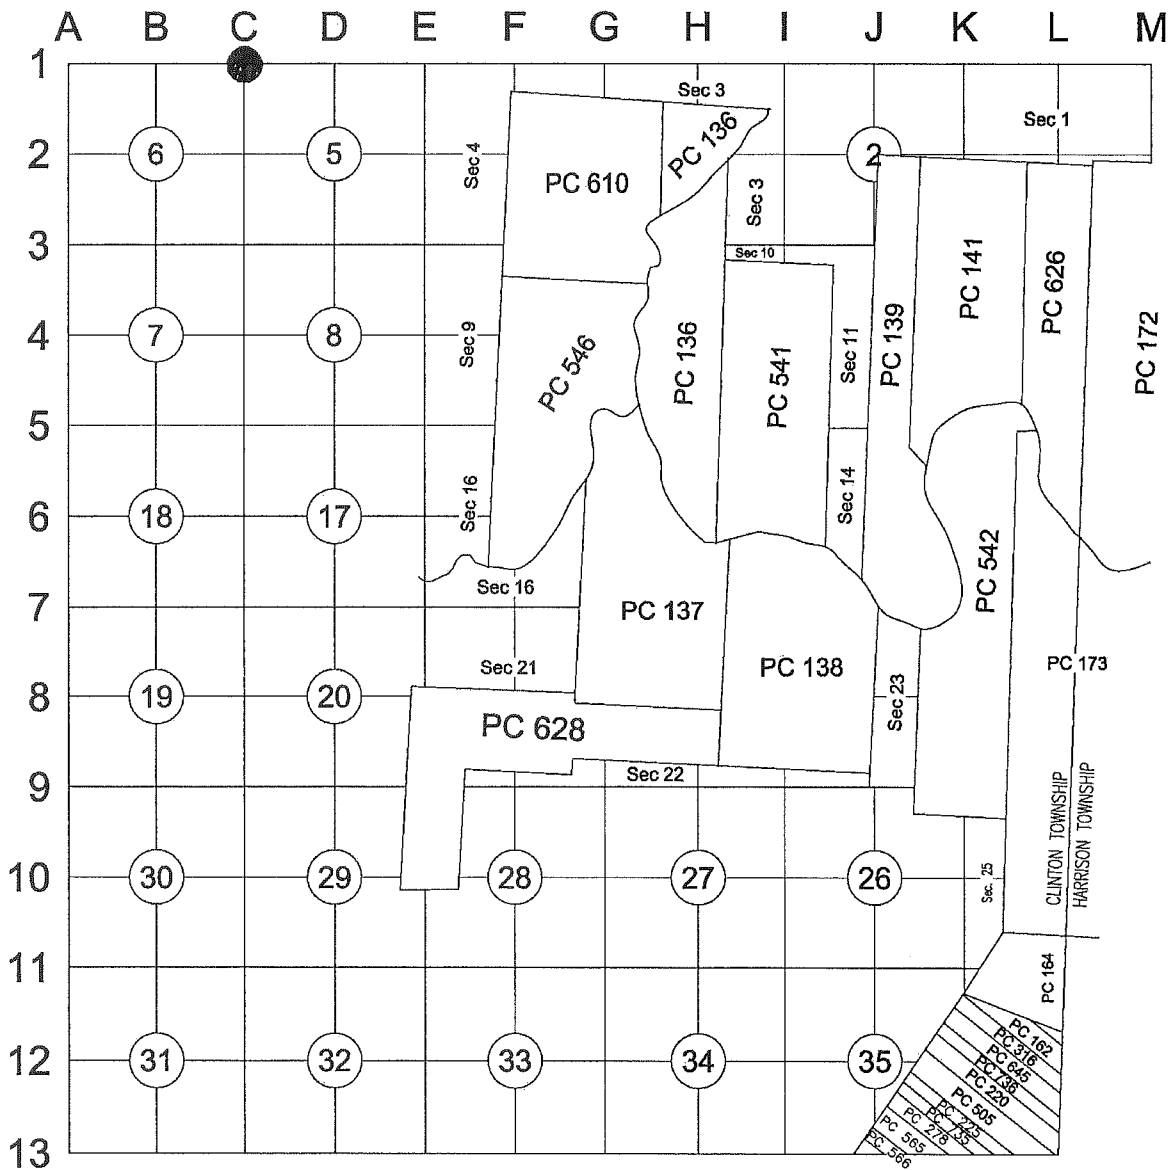 A B C D E F G H I J K L M
1
Sec 3
Sec 1
PC 136
2
6
5
Sec 4
PC 610
Sec 3
2
3
Sec 10
PC 141
PC 626
4
7
8
Sec 9
PC 546
PC 136
PC 541
Sec 11
PC 139
PC 172
5
6
18
17
Sec 16
Sec 14
PC 542
Sec 16
7
PC 137
Sec 21
PC 138
PC 173
8
19
20
Sec 23
PC 628
Sec 22
9
CLINTON TOWNSHIP
HARRISON TOWNSHIP
10
30
29
28
27
26
Sec. 25
11
PC 164
12
31
32
33
34
35
PC 162
PC 316
PC 645
PC 736
PC 220
PC 505
PC 225
PC 735
PC 278
PC 565
PC 566
13